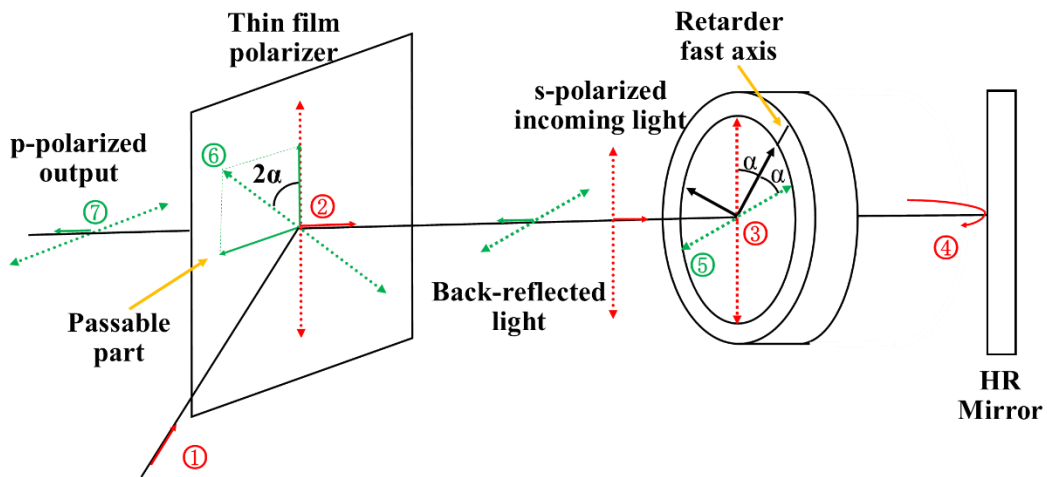 Thin film
polarizer
Retarder
fast axis
s-polarized
incoming light
p-polarized
output
⑥
2α
α
α
⑦
②
③
④
⑤
Passable
part
Back-reflected
light
HR
Mirror
①